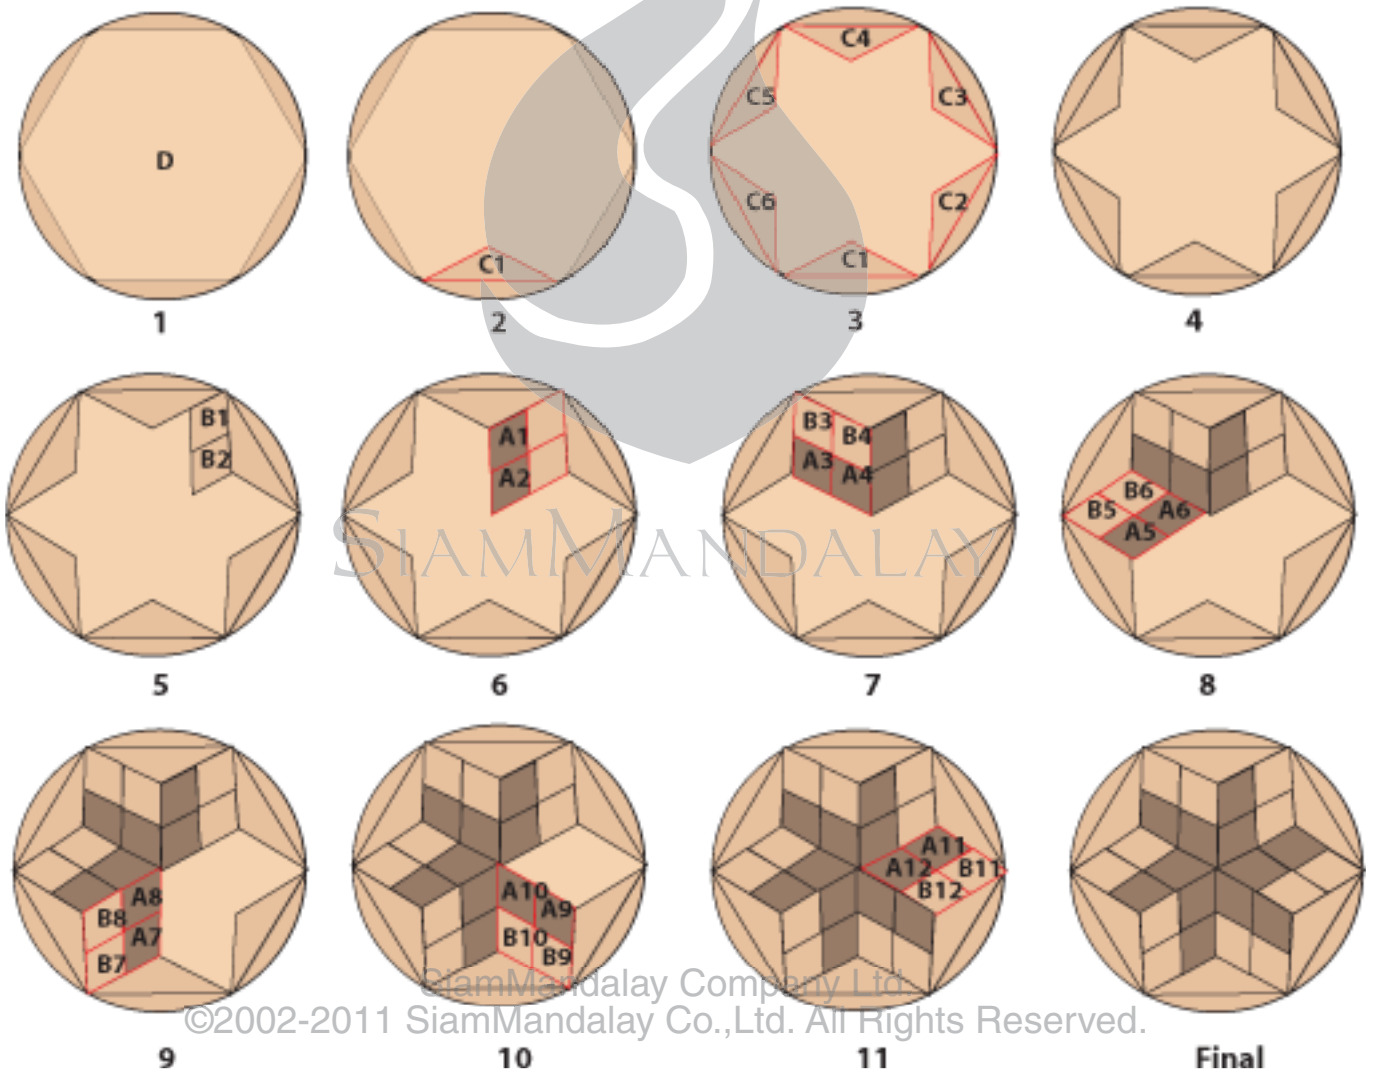 D
1
C1
2
C4
C5
C3
C6
C2
C1
3
4
B1
B2
5
A1
A2
6
B3
B4
A3
A4
7
B6
B5
A6
A5
8
SIAMMANDALAY
A8
B8
A7
B7
9
A10
A9
B10
B9
10
A11
A12
B11
B12
11
Final
SiamMandalay Company Ltd
©2002-2011 SiamMandalay Co.,Ltd. All Rights Reserved.